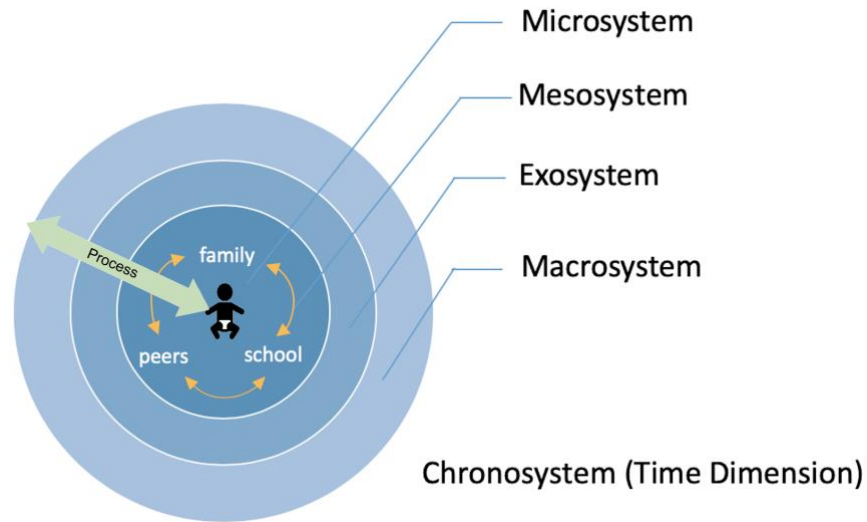 Microsystem
Mesosystem
Exosystem
Macrosystem
Process
family
peers
school
Chronosystem (Time Dimension)